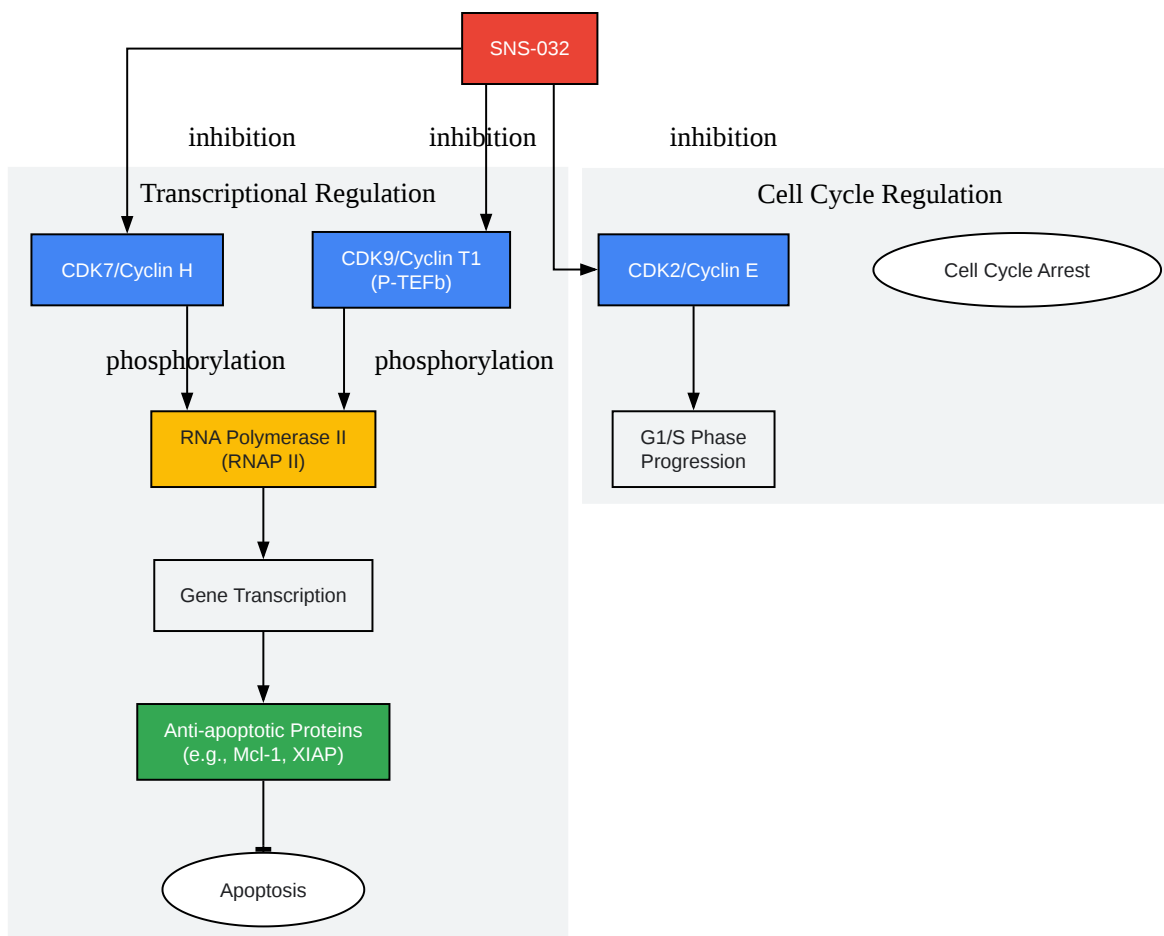 SNS-032
inhibition
inhibition
inhibition
Transcriptional Regulation
Cell Cycle Regulation
CDK7/Cyclin H
CDK9/Cyclin T1
(P-TEFb)
CDK2/Cyclin E
Cell Cycle Arrest
phosphorylation
phosphorylation
RNA Polymerase II
(RNAP II)
G1/S Phase
Progression
Gene Transcription
Anti-apoptotic Proteins
(e.g., Mcl-1, XIAP)
Apoptosis